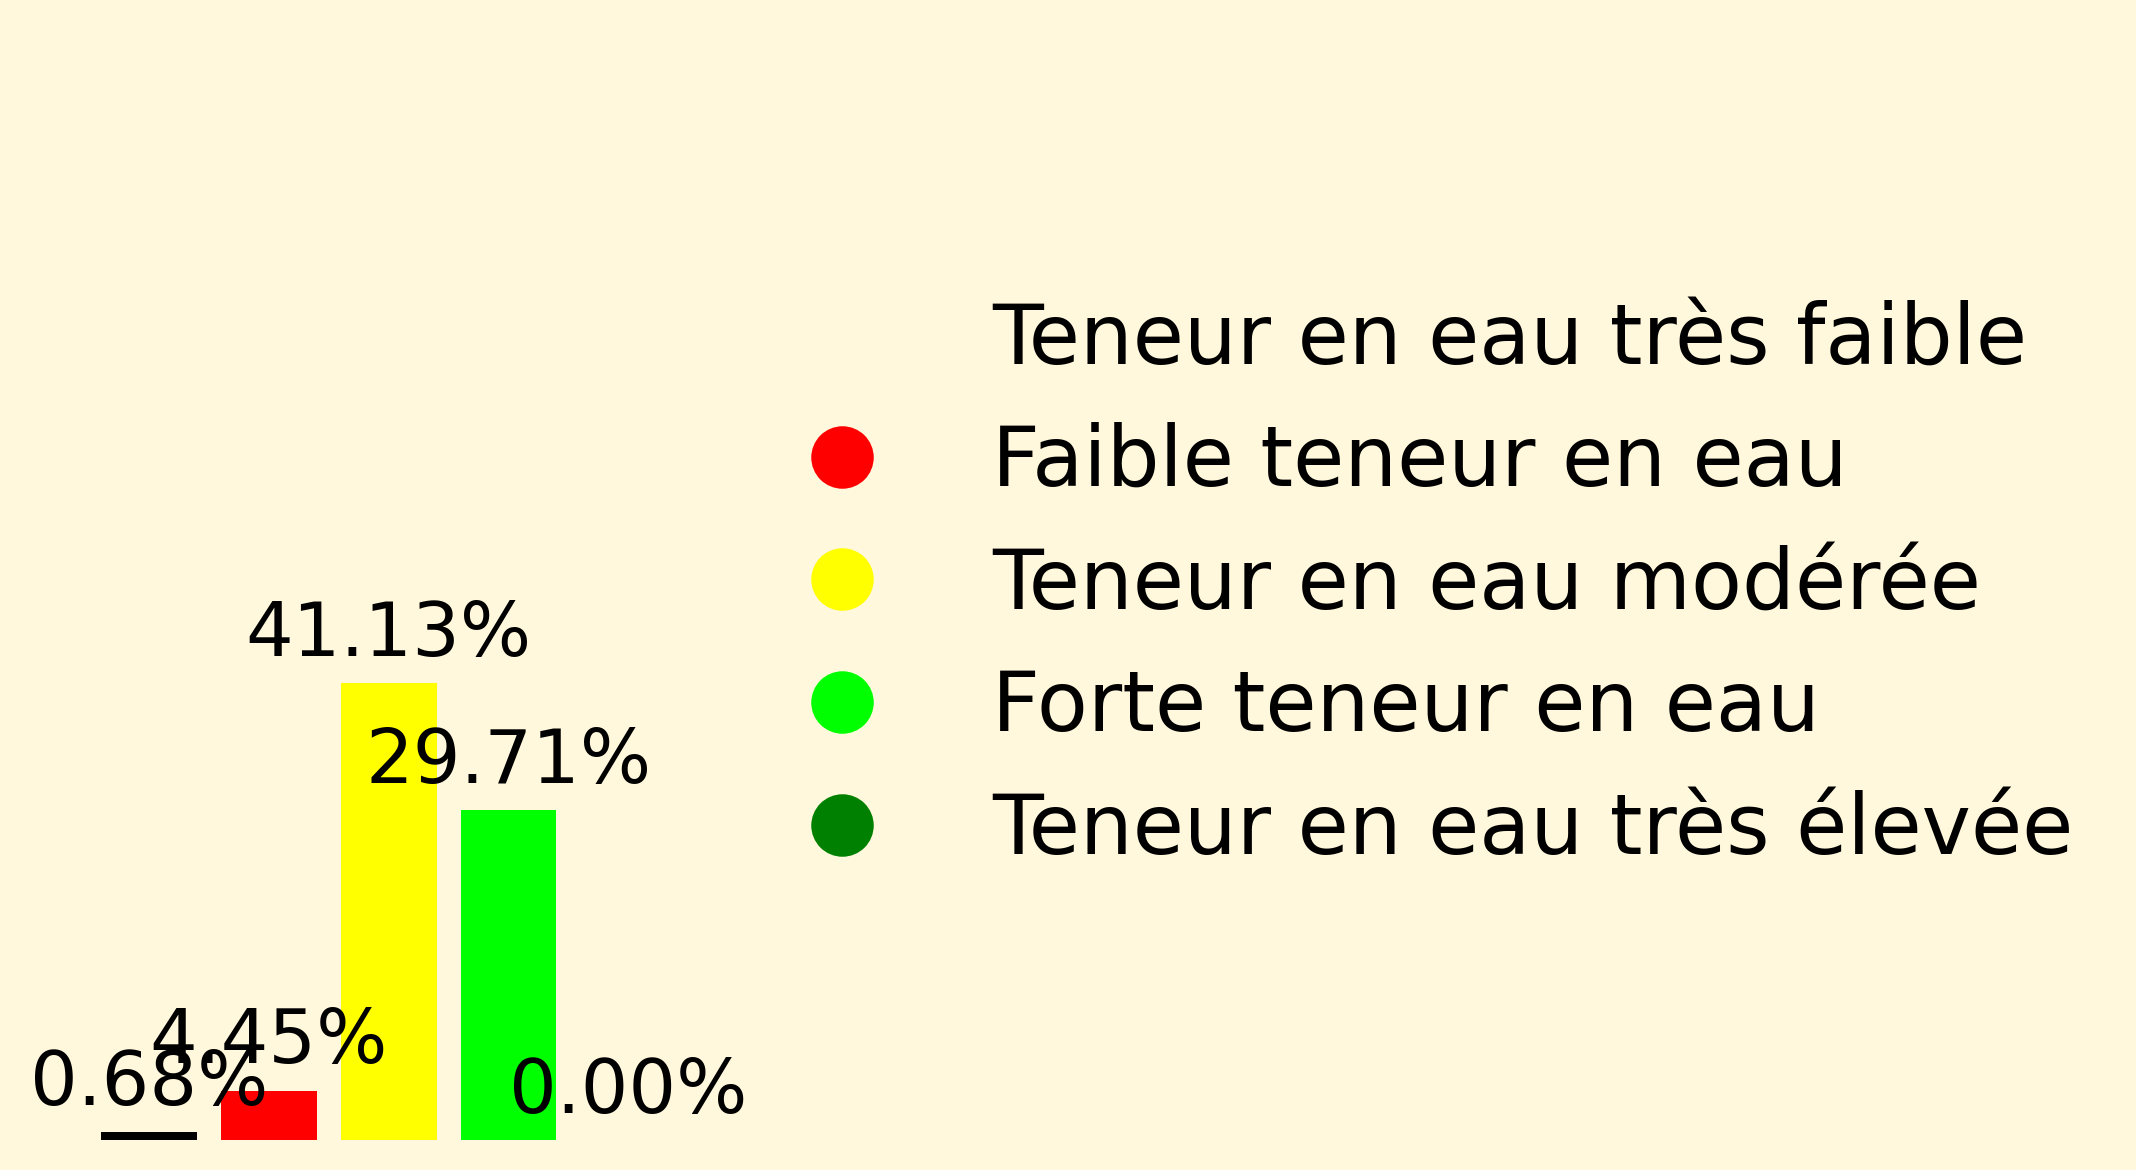 Teneur en eau très faible
Faible teneur en eau
Teneur en eau modérée
Forte teneur en eau
Teneur en eau très élevée
41.13%
29.71%
4.45%
0.68%
0.00%